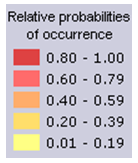 Relative probabilities
of occurrence
0.80 - 1.00
0.60 - 0.79
0.40 - 0.59
0.20 - 0.39
0.01 - 0.19